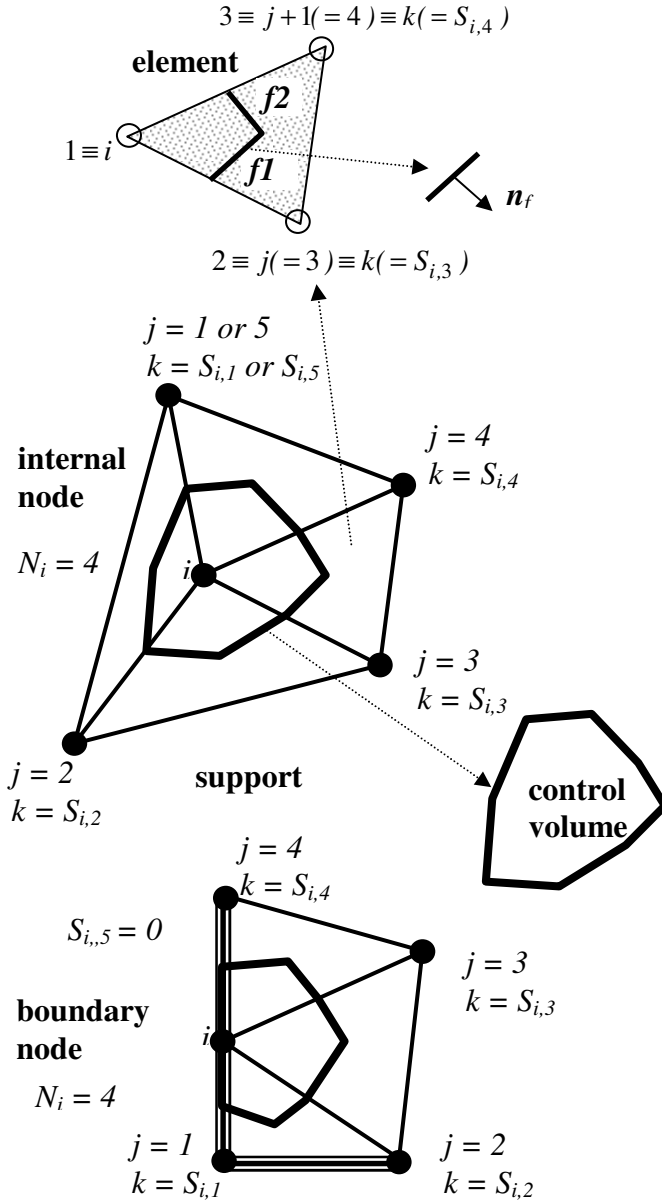 3 ≡ j+1(=4) ≡ k(= S_{i,4})
element
f2
1 ≡ i
f1
n_f
2 ≡ j(=3) ≡ k(= S_{i,3})
j = 1 or 5
k = S_{i,1} or S_{i,5}
internal
node
j = 4
k = S_{i,4}
N_i = 4
i
j = 3
k = S_{i,3}
j = 2
k = S_{i,2}
support
control
volume
j = 4
k = S_{i,4}
S_{i,,5} = 0
j = 3
k = S_{i,3}
boundary
node
i
N_i = 4
j = 1
k = S_{i,1}
j = 2
k = S_{i,2}